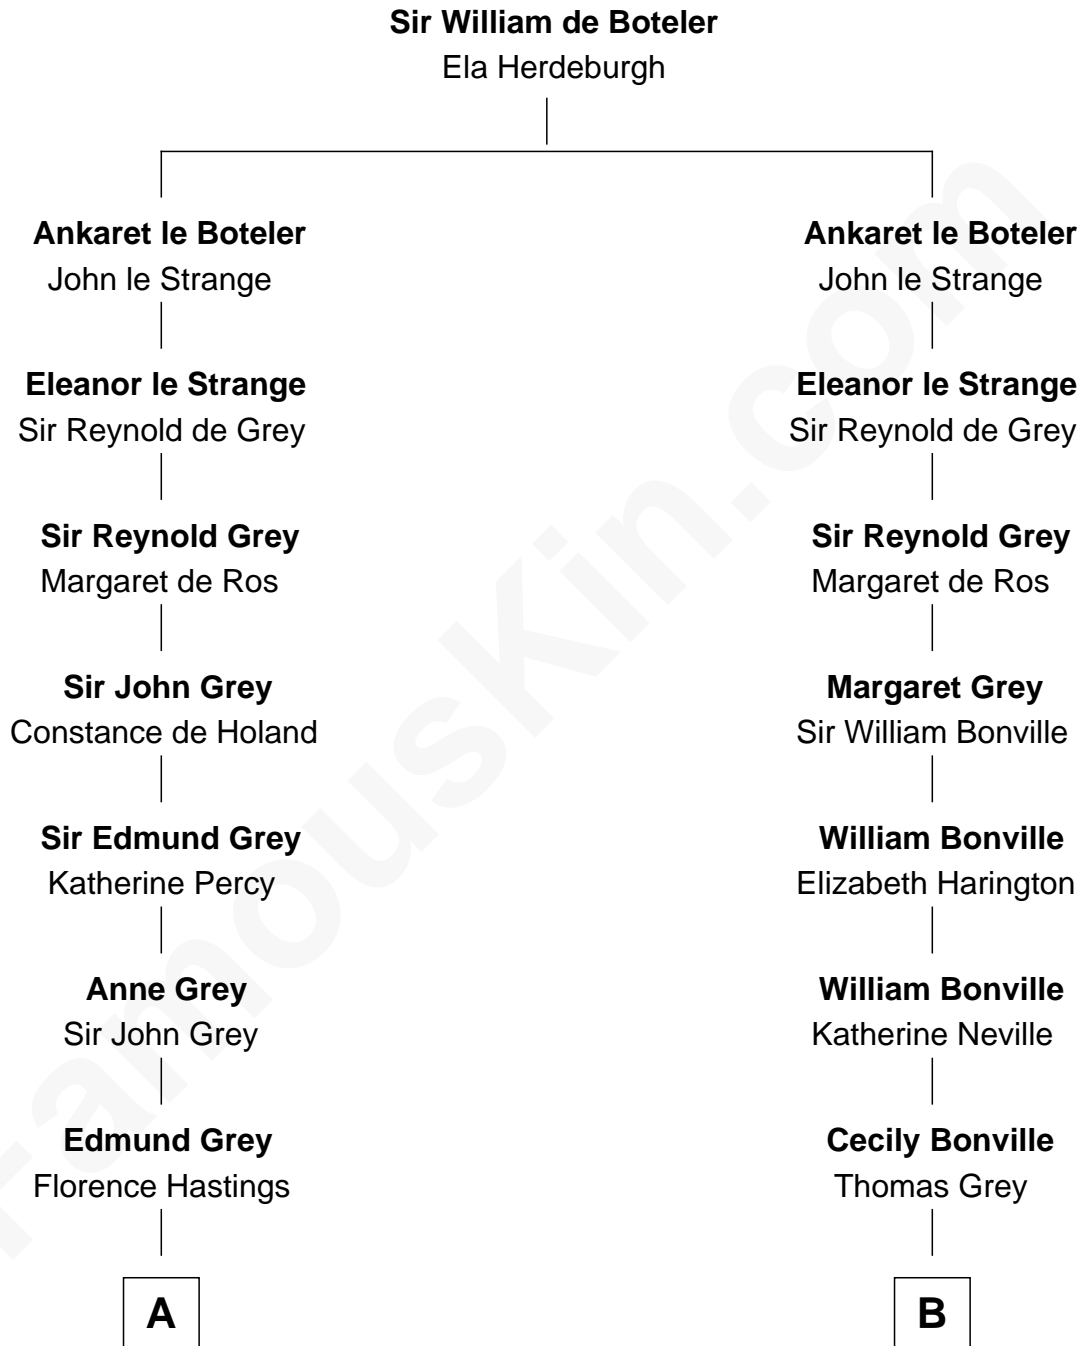 Sir William de Boteler
Ela Herdeburgh
Ankaret le Boteler
John le Strange
Eleanor le Strange
Sir Reynold de Grey
Sir Reynold Grey
Margaret de Ros
Sir John Grey
Constance de Holand
Sir Edmund Grey
Katherine Percy
Anne Grey
Sir John Grey
Edmund Grey
Florence Hastings
A
Ankaret le Boteler
John le Strange
Eleanor le Strange
Sir Reynold de Grey
Sir Reynold Grey
Margaret de Ros
Margaret Grey
Sir William Bonville
William Bonville
Elizabeth Harington
William Bonville
Katherine Neville
Cecily Bonville
Thomas Grey
B
FamousKin.com